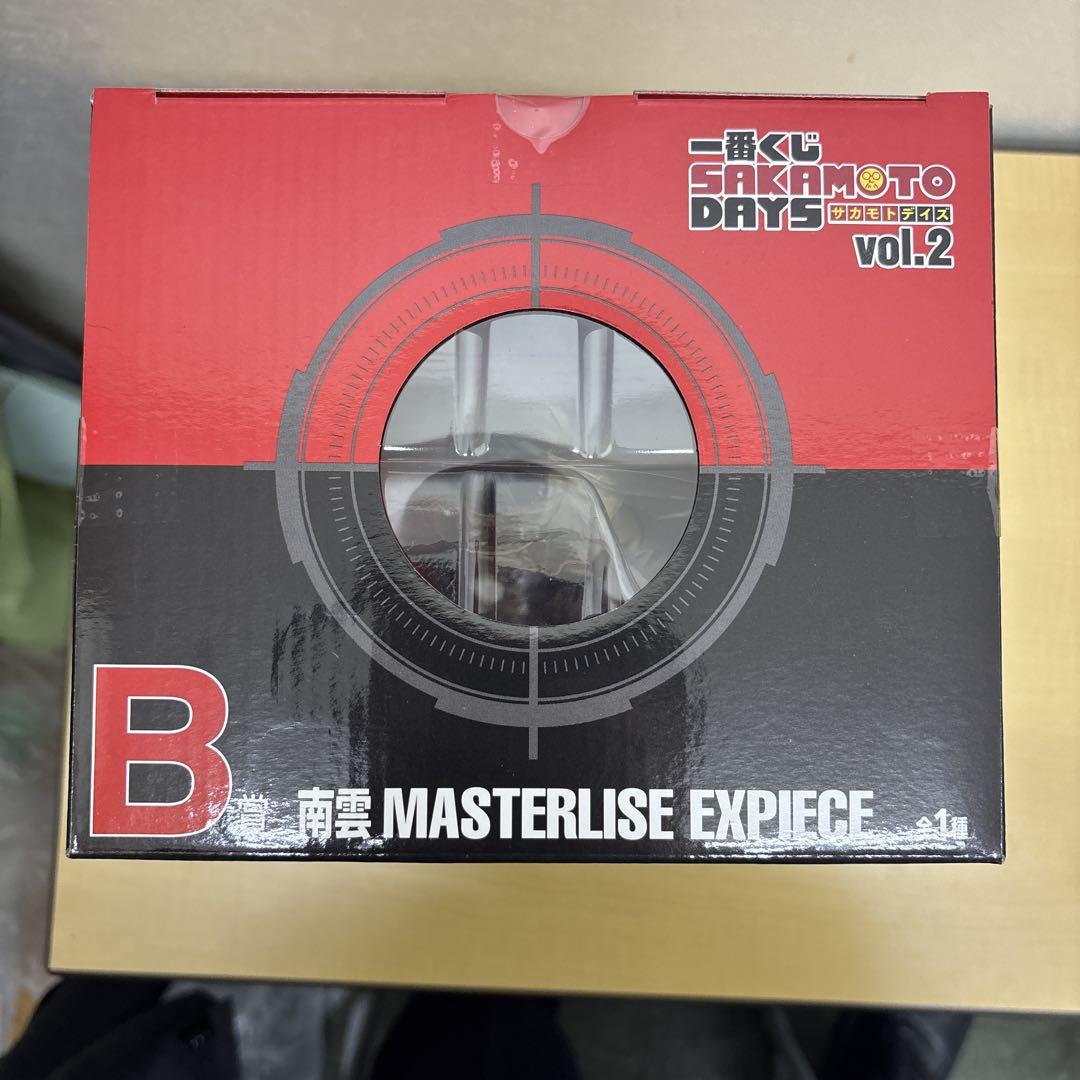 一番くじ
SAKAMOTO
DAYS サカモトデイズ
vol.2
B賞 南雲 MASTERLISE EXPIECE 全1種